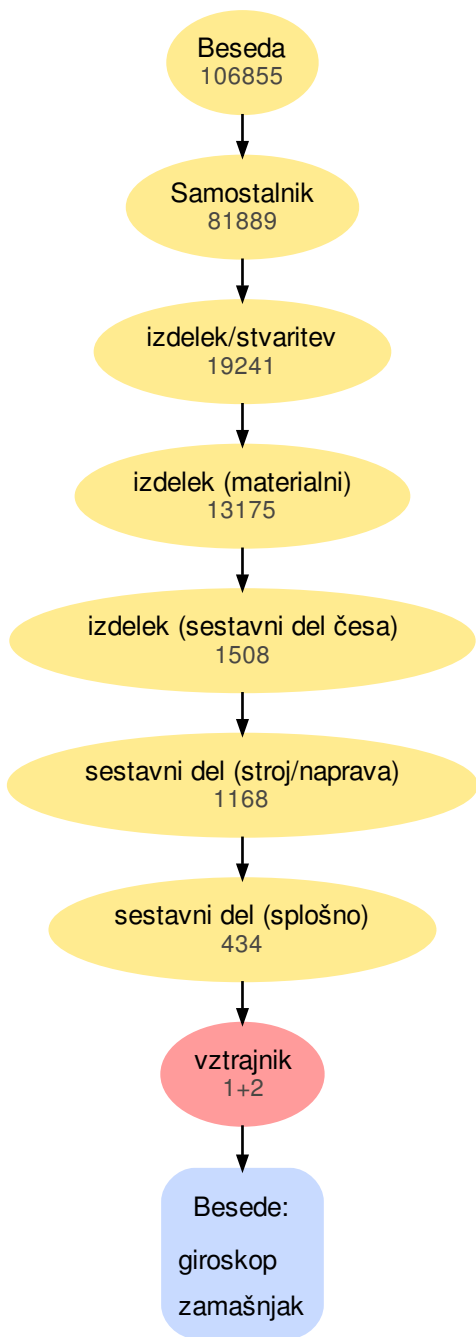 Beseda
106855
Samostalnik
81889
izdelek/stvaritev
19241
izdelek (materialni)
13175
izdelek (sestavni del česa)
1508
sestavni del (stroj/naprava)
1168
sestavni del (splošno)
434
vztrajnik
1+2
Besede:
giroskop
zamašnjak